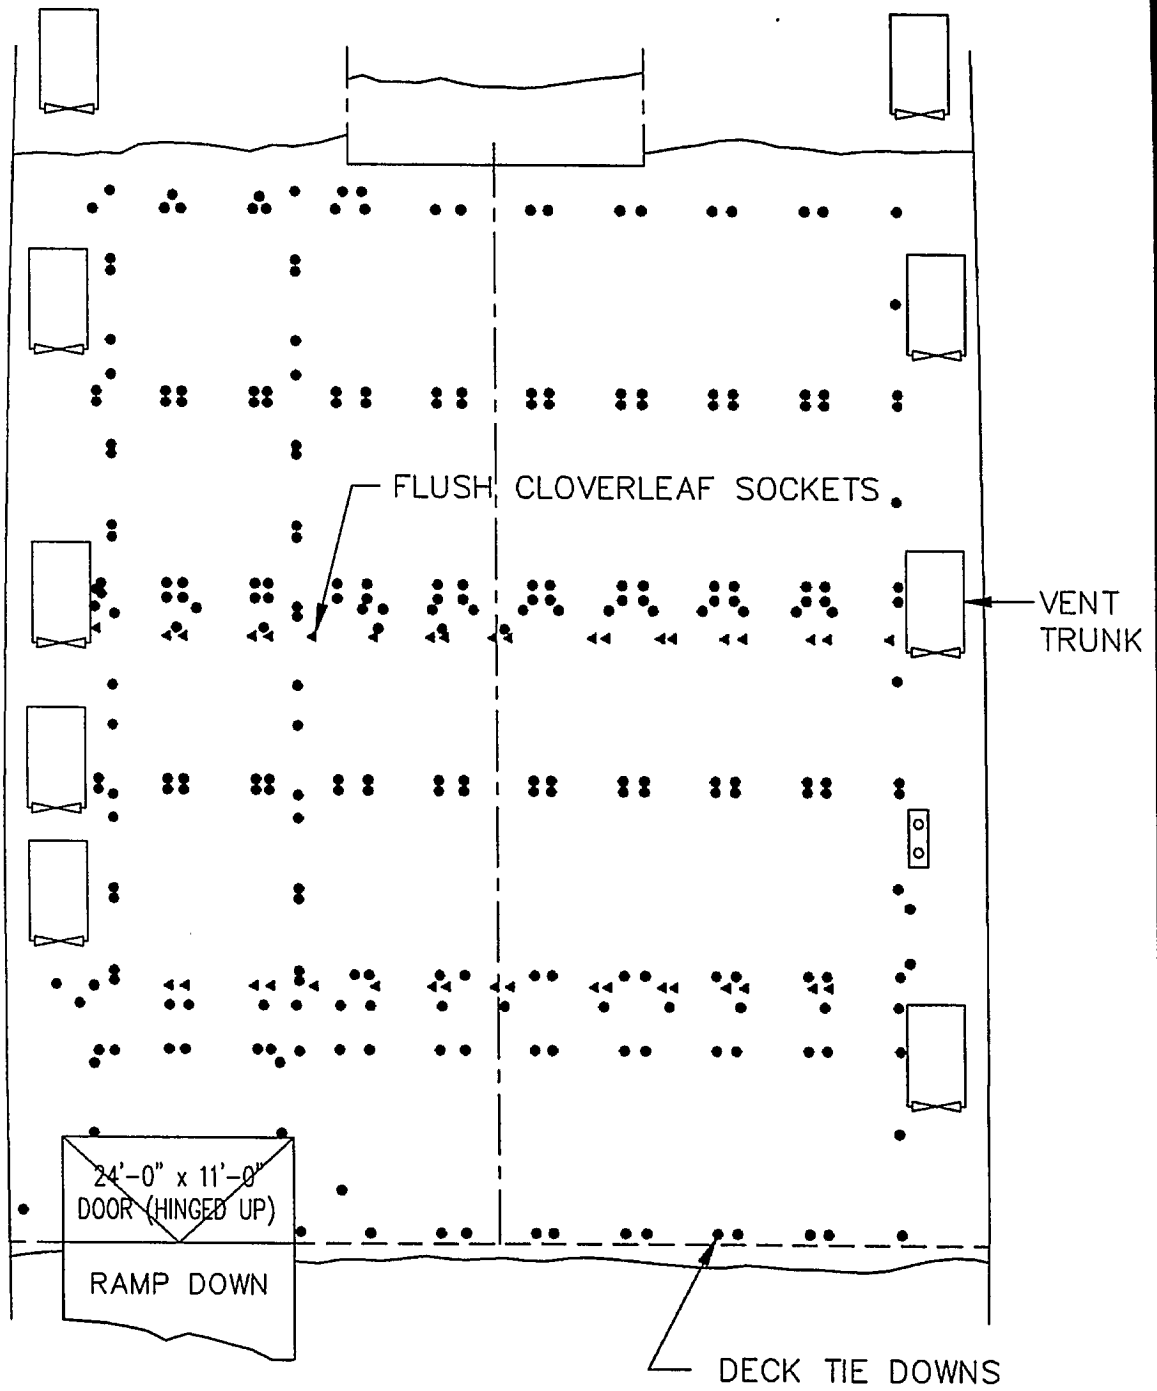 FLUSH CLOVERLEAF SOCKETS
VENT
TRUNK
24'-0" x 11'-0"
DOOR (HINGED UP)
RAMP DOWN
DECK TIE DOWNS